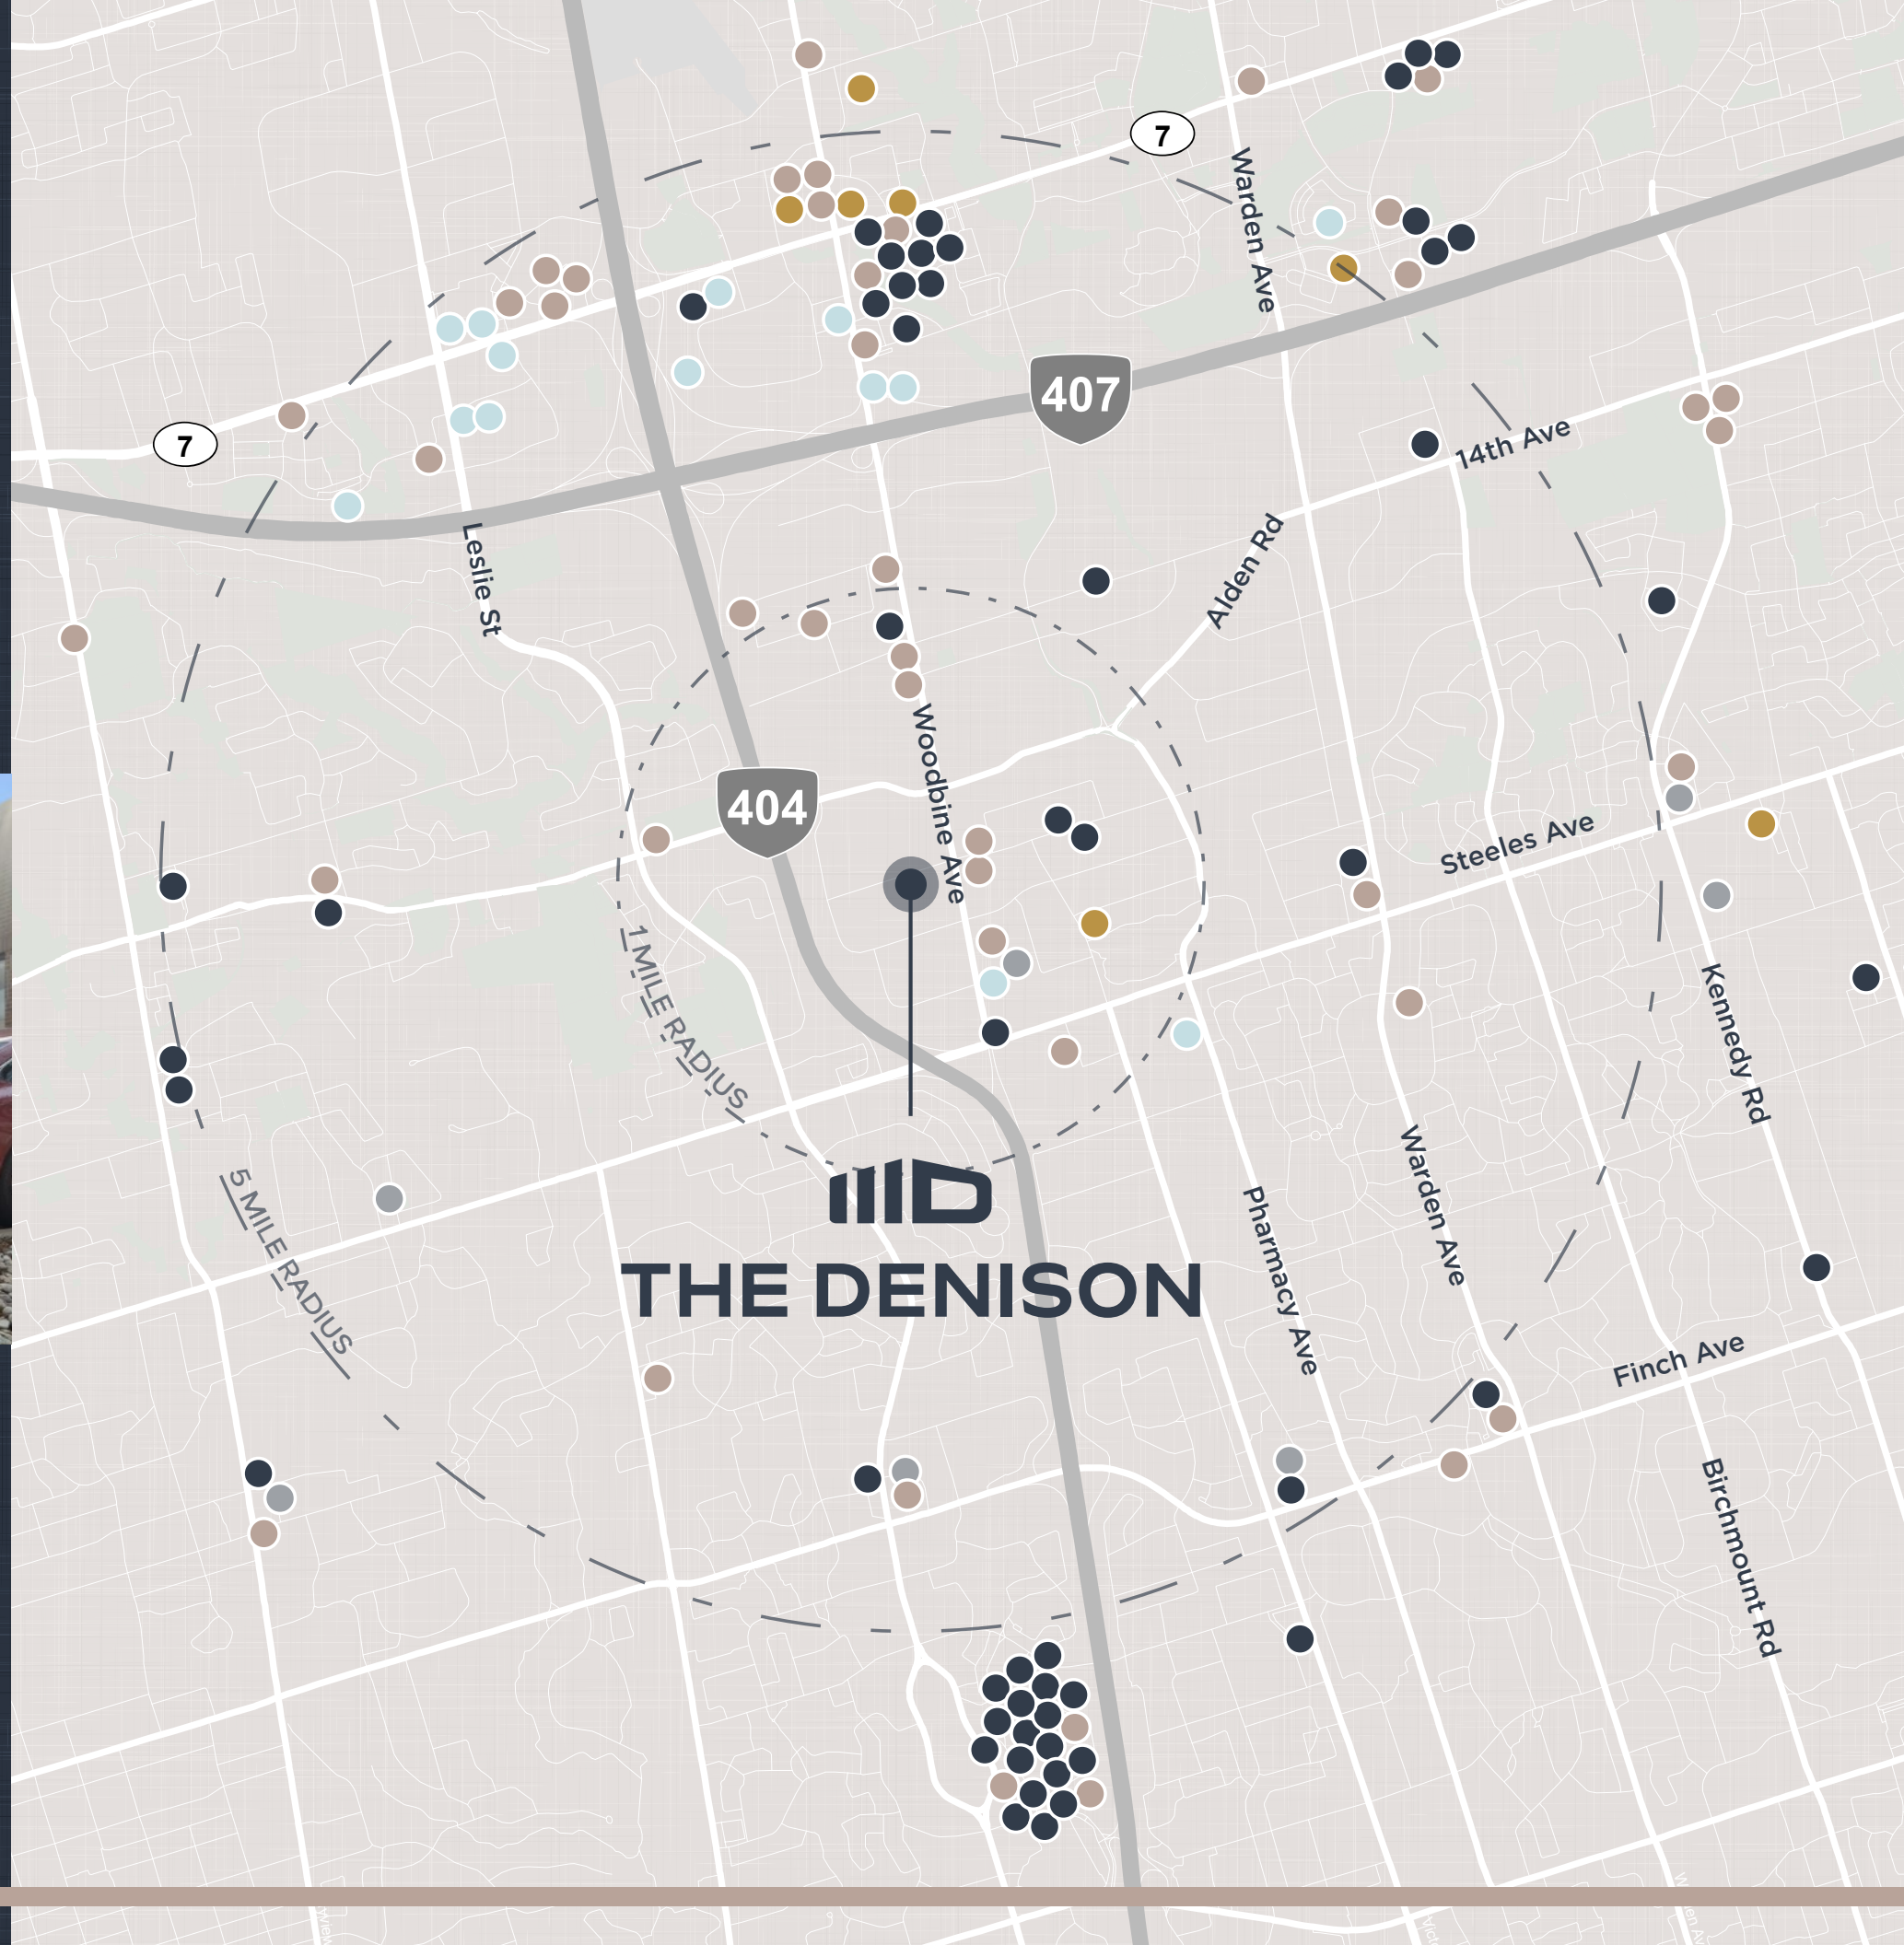 7
Warden Ave
407
7
14th Ave
Leslie St
Alden Rd
Woodbine Ave
404
Steeles Ave
1 MILE RADIUS
Kennedy Rd
5 MILE RADIUS
Warden Ave
Pharmacy Ave
THE DENISON
Finch Ave
Birchmount Rd